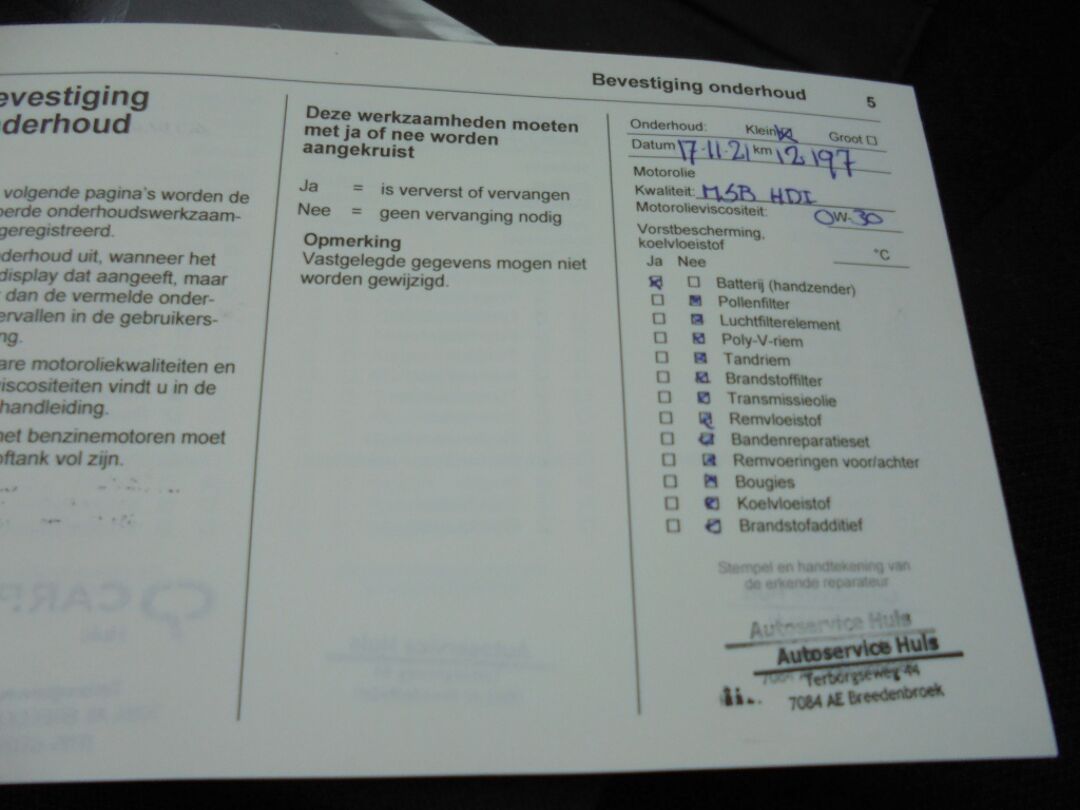 Bevestiging onderhoud 5
evestiging
derhoud
volgende pagina's worden de
oerde onderhoudswerkzaam-
geregistreerd.
derhoud uit, wanneer het
display dat aangeeft, maar
dan de vermelde onder-
ervallen in de gebruikers-
ng.
are motoroliekwaliteiten en
iscositeiten vindt u in de
handleiding.
net benzinemotoren moet
oftank vol zijn.
Deze werkzaamheden moeten
met ja of nee worden
aangekruist
Ja = is ververst of vervangen
Nee = geen vervanging nodig
Opmerking
Vastgelegde gegevens mogen niet
worden gewijzigd.
Onderhoud: Klein Groot
Datum 17-11-21 km 12197
Motorolie
Kwaliteit: HDI
Motorolieviscositeit: 0W-30
Vorstbescherming,
koelvloeistof °C
Ja Nee
Batterij (handzender)
Pollenfilter
Luchtfilterelement
Poly-V-riem
Tandriem
Brandstoffilter
Transmissieolie
Remvloeistof
Bandenreparatieset
Remvoeringen voor/achter
Bougies
Koelvloeistof
Brandstofadditief
Stempel en handtekening van
de erkende reparateur
Autoservice Huls
Autoservice Huls
Terborgseweg 44
7084 AE Breedenbroek